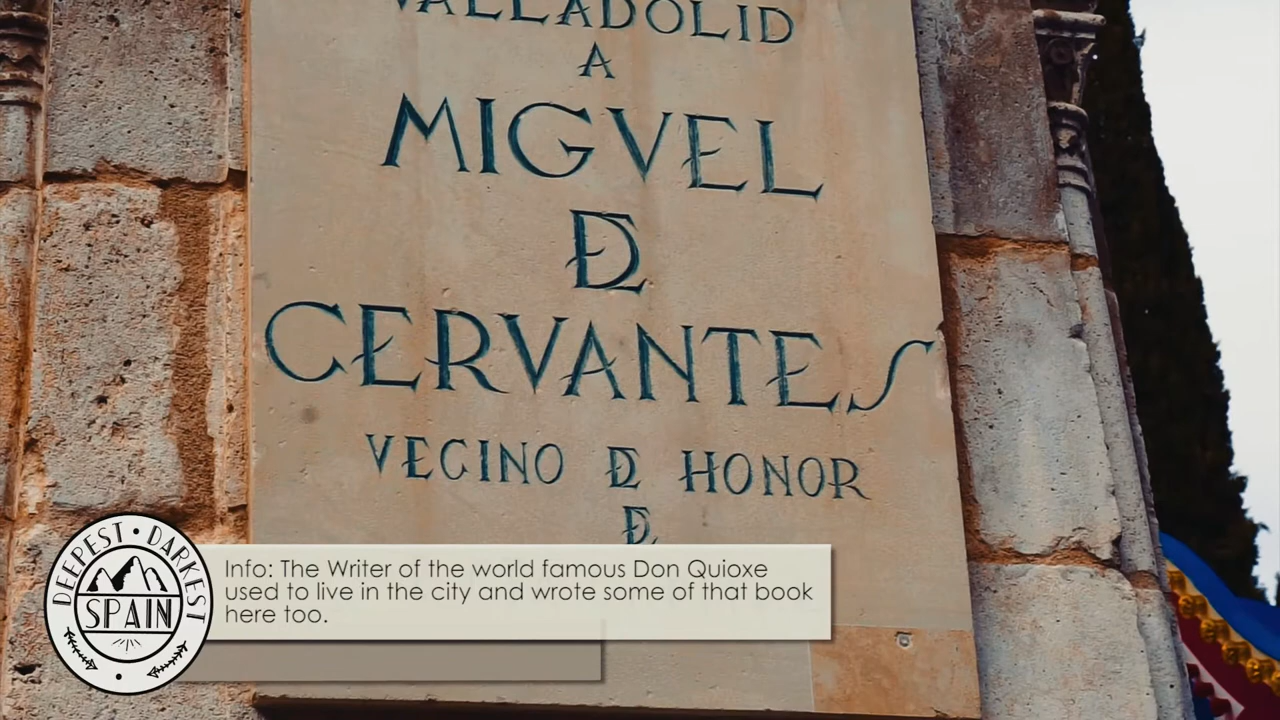 VALLADOLID
A
MIGVEL
DE
CERVANTES
VECINO DE HONOR
DE
DEEPEST • DARKEST
SPAIN
Info: The Writer of the world famous Don Quioxe
used to live in the city and wrote some of that book
here too.